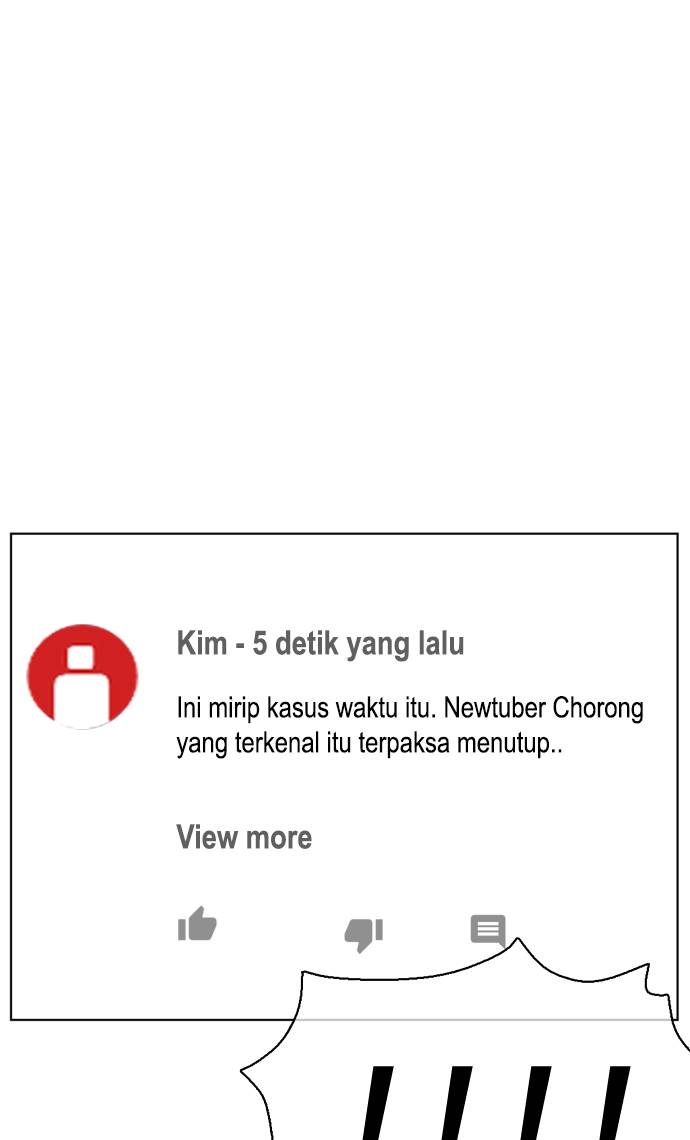 Kim - 5 detik yang lalu
Ini mirip kasus waktu itu. Newtuber Chorong
yang terkenal itu terpaksa menutup..
View more
!!!!